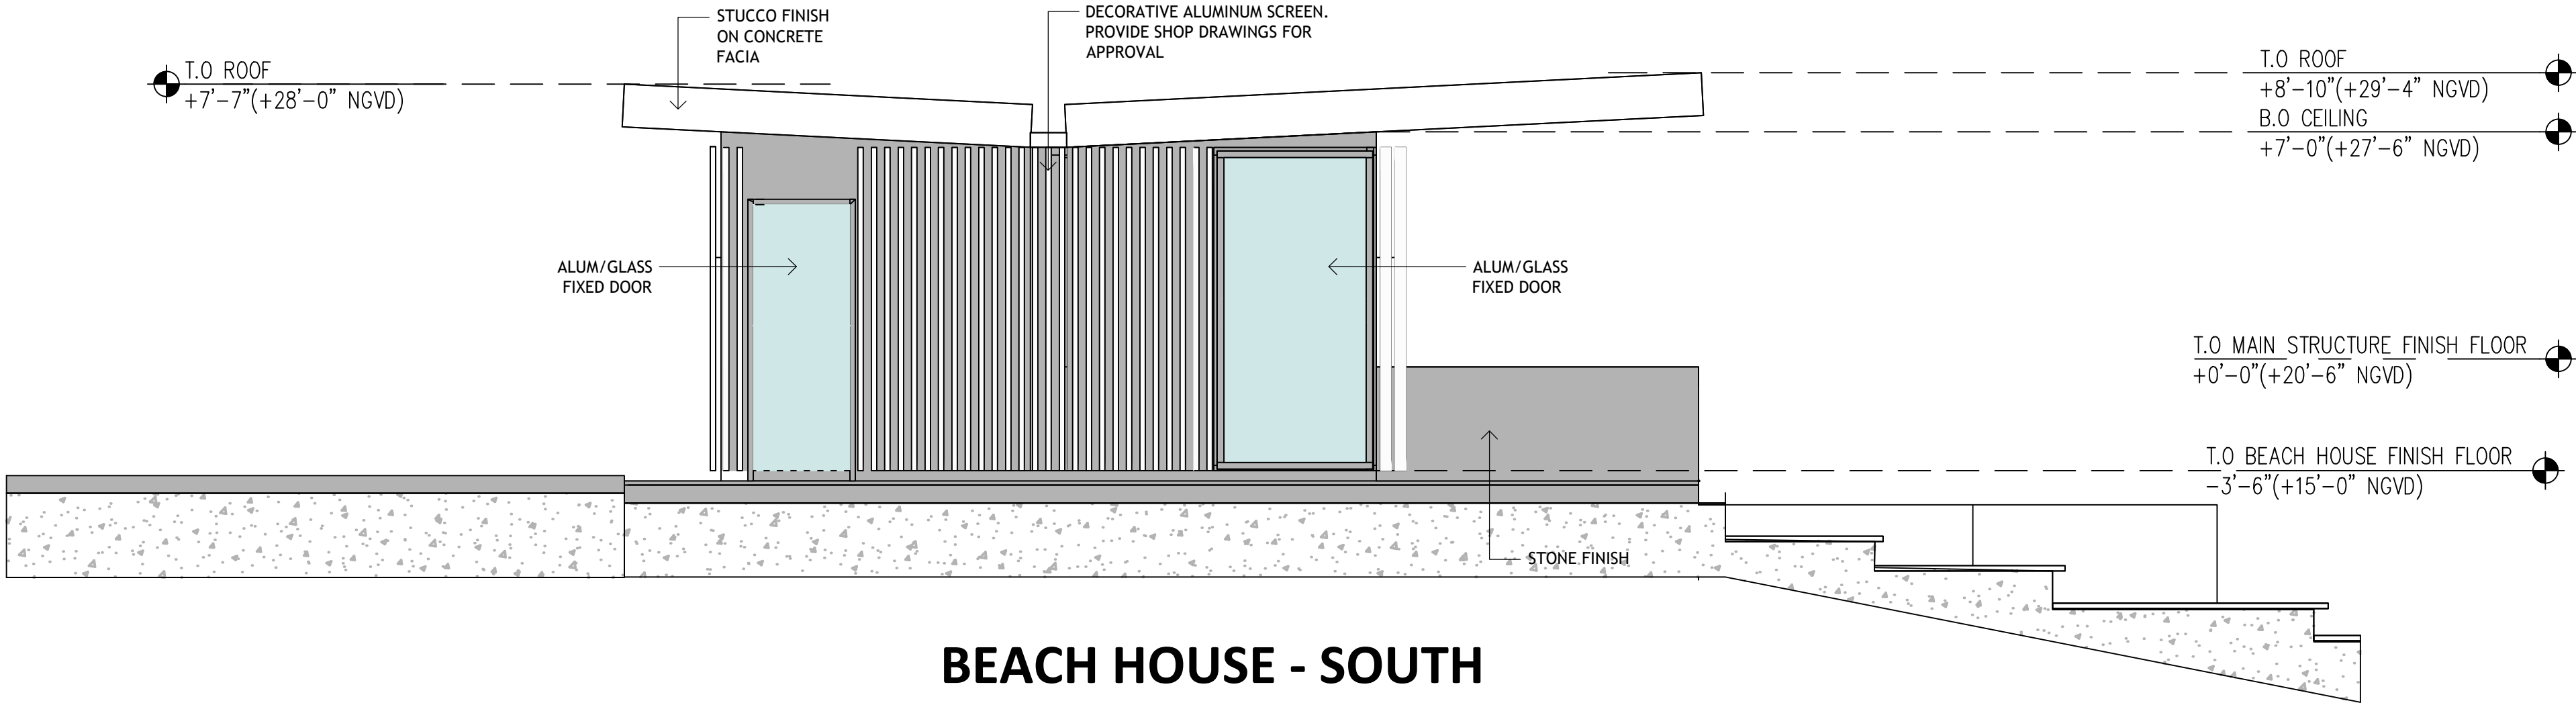 STUCCO FINISH
ON CONCRETE
FACIA
DECORATIVE ALUMINUM SCREEN.
PROVIDE SHOP DRAWINGS FOR
APPROVAL
T.O ROOF
+7'-7"(+28'-0" NGVD)
T.O ROOF
+8'-10"(+29'-4" NGVD)
B.O CEILING
+7'-0"(+27'-6" NGVD)
ALUM/GLASS
FIXED DOOR
ALUM/GLASS
FIXED DOOR
T.O MAIN STRUCTURE FINISH FLOOR
+0'-0"(+20'-6" NGVD)
T.O BEACH HOUSE FINISH FLOOR
-3'-6"(+15'-0" NGVD)
STONE FINISH
BEACH HOUSE - SOUTH